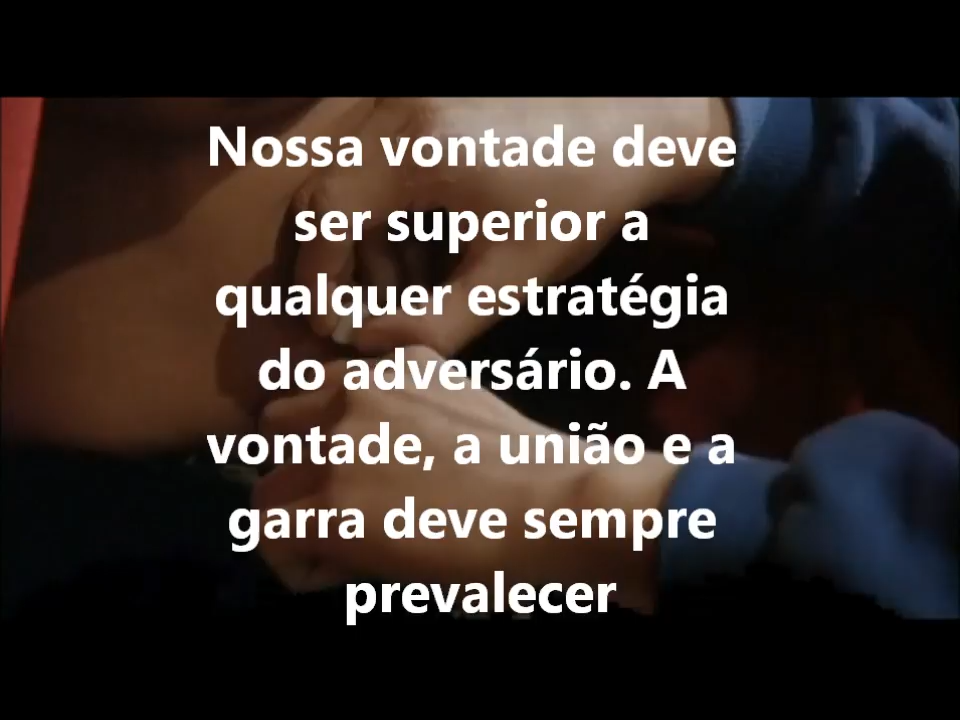 Nossa vontade deve
ser superior a
qualquer estratégia
do adversário. A
vontade, a união e a
garra deve sempre
prevalecer